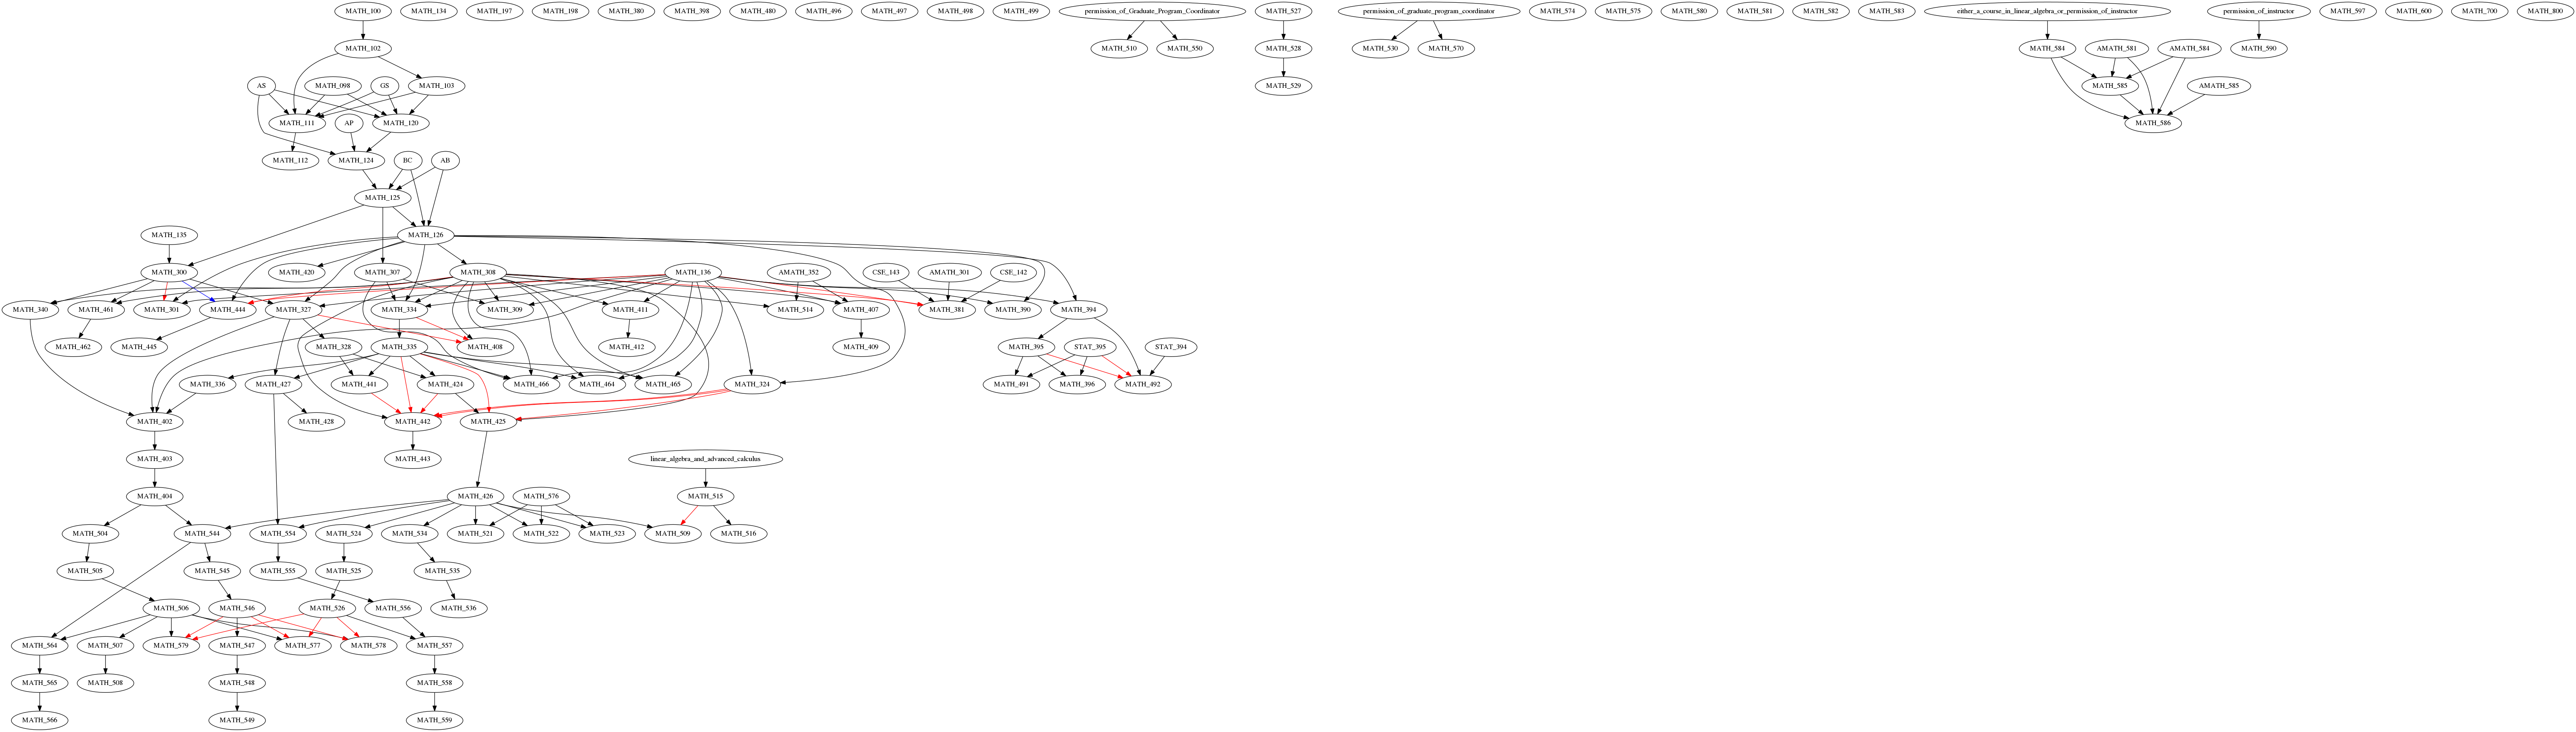 MATH_100 MATH_134 MATH_197 MATH_198 MATH_380 MATH_398 MATH_480 MATH_496 MATH_497 MATH_498 MATH_499 permission_of_Graduate_Program_Coordinator MATH_527 permission_of_graduate_program_coordinator MATH_574 MATH_575 MATH_580 MATH_581 MATH_582 MATH_583 either_a_course_in_linear_algebra_or_permission_of_instructor permission_of_instructor MATH_597 MATH_600 MATH_700 MATH_800
MATH_102 MATH_510 MATH_550 MATH_528 MATH_530 MATH_570 MATH_584 AMATH_581 AMATH_584 MATH_590
AS MATH_098 GS MATH_103 MATH_529 MATH_585 AMATH_585
MATH_111 AP MATH_120 MATH_586
MATH_112 MATH_124 BC AB
MATH_125
MATH_135 MATH_126
MATH_300 MATH_420 MATH_307 MATH_308 MATH_136 AMATH_352 CSE_143 AMATH_301 CSE_142
MATH_340 MATH_461 MATH_301 MATH_444 MATH_327 MATH_334 MATH_309 MATH_411 MATH_514 MATH_407 MATH_381 MATH_390 MATH_394
MATH_462 MATH_445 MATH_328 MATH_335 MATH_408 MATH_412 MATH_409 MATH_395 STAT_395 STAT_394
MATH_336 MATH_427 MATH_441 MATH_424 MATH_466 MATH_464 MATH_465 MATH_324 MATH_491 MATH_396 MATH_492
MATH_402 MATH_428 MATH_442 MATH_425
MATH_403 MATH_443 linear_algebra_and_advanced_calculus
MATH_404 MATH_426 MATH_576 MATH_515
MATH_504 MATH_544 MATH_554 MATH_524 MATH_534 MATH_521 MATH_522 MATH_523 MATH_509 MATH_516
MATH_505 MATH_545 MATH_555 MATH_525 MATH_535
MATH_506 MATH_546 MATH_526 MATH_556 MATH_536
MATH_564 MATH_507 MATH_579 MATH_547 MATH_577 MATH_578 MATH_557
MATH_565 MATH_508 MATH_548 MATH_558
MATH_566 MATH_549 MATH_559